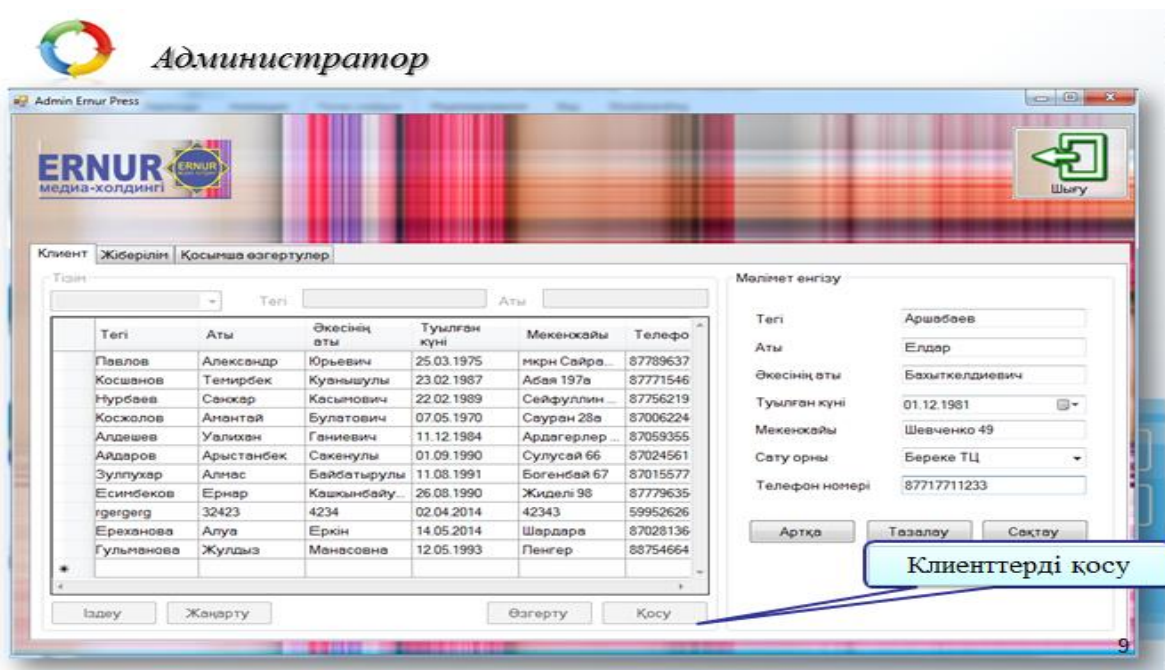 Администратор
Admin Ernur Press
ERNUR
ERNUR
медиа-холдингі
Шығу
Клиент Жіберілім Қосымша өзгертулер
Тізім
Тегі Аты
Тегі Аты Әкесінің аты Туылған күні Мекенжайы Телефо
Павлов Александр Юрьевич 25.03.1975 мкрн Сайра... 87789637
Косшанов Темирбек Куанышулы 23.02.1987 Абая 197а 87771546
Нурбаев Санжар Касымович 22.02.1989 Сейфуллин ... 87756219
Косжолов Амантай Булатович 07.05.1970 Сауран 28а 87006224
Алдешев Уалихан Ганиевич 11.12.1984 Ардагерлер ... 87059355
Айдаров Арыстанбек Сакенулы 01.09.1990 Сулусай 66 87024561
Зулпухар Алмас Байбатырулы 11.08.1991 Богенбай 67 87015577
Есимбеков Ернар Кашкынбайу... 26.08.1990 Жиделі 98 87779635
rgergerg 32423 4234 02.04.2014 42343 59952626
Ереханова Алуа Еркін 14.05.2014 Шардара 87028136
Гульманова Жулдыз Манасовна 12.05.1993 Пенгер 88754664
Іздеу Жаңарту Өзгерту Қосу
Мәлімет енгізу
Тегі Аршабаев
Аты Елдар
Әкесінің аты Бахыткелдиевич
Туылған күні 01.12.1981
Мекенжайы Шевченко 49
Сату орны Береке ТЦ
Телефон номері 87717711233
Артқа Тазалау Сақтау
Клиенттерді қосу
9